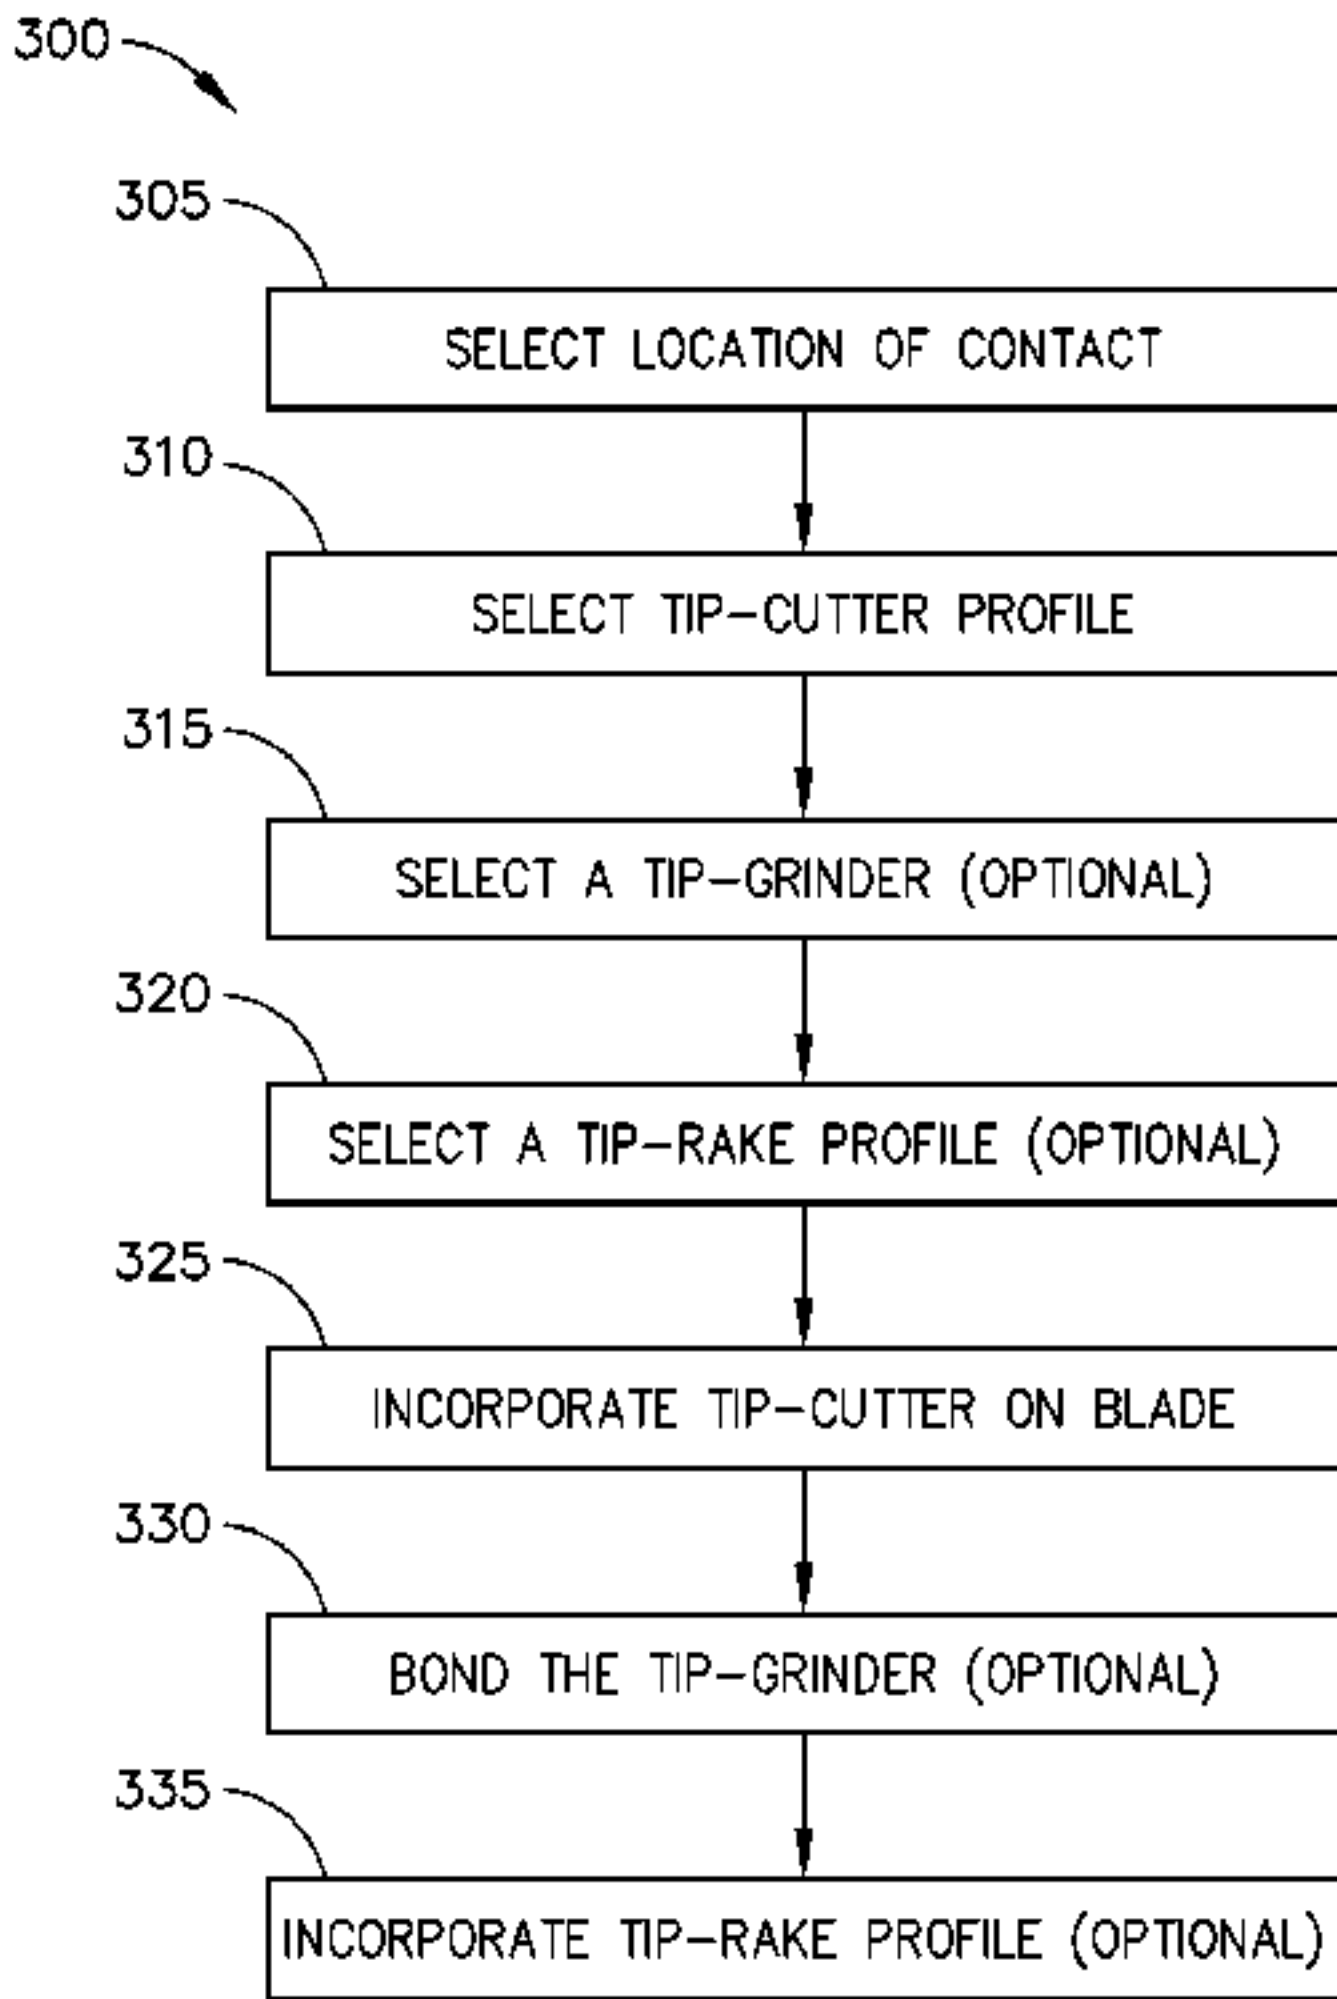 300
305
SELECT LOCATION OF CONTACT
310
SELECT TIP-CUTTER PROFILE
315
SELECT A TIP-GRINDER (OPTIONAL)
320
SELECT A TIP-RAKE PROFILE (OPTIONAL)
325
INCORPORATE TIP-CUTTER ON BLADE
330
BOND THE TIP-GRINDER (OPTIONAL)
335
INCORPORATE TIP-RAKE PROFILE (OPTIONAL)